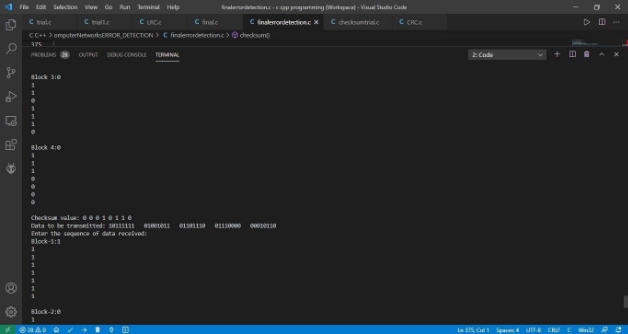 File Edit Selection View Go Run Terminal Help finalerrordetection.c - c cpp programming (Workspace) - Visual Studio Code
trial.c trial1.c LRC.c final.c finalerrordetection.c checksumtrial.c CRC.c
C C++ > omputerNetworksERROR_DETECTION > finalerrordetection.c > checksum()
375
PROBLEMS 28 OUTPUT DEBUG CONSOLE TERMINAL 2: Code
Block 3:0
1
1
0
1
1
1
0
Block 4:0
1
1
1
0
0
0
0
Checksum value: 0 0 0 1 0 1 1 0
Data to be transmitted: 10111111 01001011 01101110 01110000 00010110
Enter the sequence of data received:
Block-1:1
1
1
1
1
1
1
Block-2:0
1
28 0 Ln 375, Col 1 Spaces: 4 UTF-8 CRLF C Win32